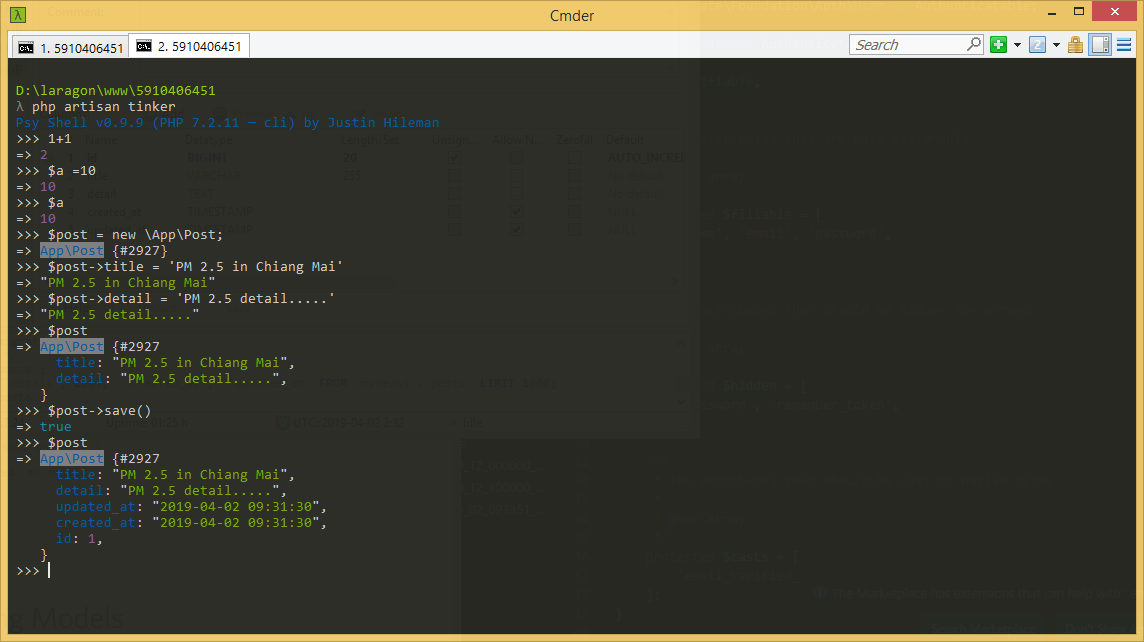 Cmder
1. 5910406451
2. 5910406451
Search
D:\laragon\www\5910406451
λ php artisan tinker
Psy Shell v0.9.9 (PHP 7.2.11 — cli) by Justin Hileman
>>> 1+1
=> 2
>>> $a =10
=> 10
>>> $a
=> 10
>>> $post = new \App\Post;
=> App\Post {#2927}
>>> $post->title = 'PM 2.5 in Chiang Mai'
=> "PM 2.5 in Chiang Mai"
>>> $post->detail = 'PM 2.5 detail.....'
=> "PM 2.5 detail....."
>>> $post
=> App\Post {#2927
title: "PM 2.5 in Chiang Mai",
detail: "PM 2.5 detail.....",
}
>>> $post->save()
=> true
>>> $post
=> App\Post {#2927
title: "PM 2.5 in Chiang Mai",
detail: "PM 2.5 detail.....",
updated_at: "2019-04-02 09:31:30",
created_at: "2019-04-02 09:31:30",
id: 1,
}
>>>
g Models